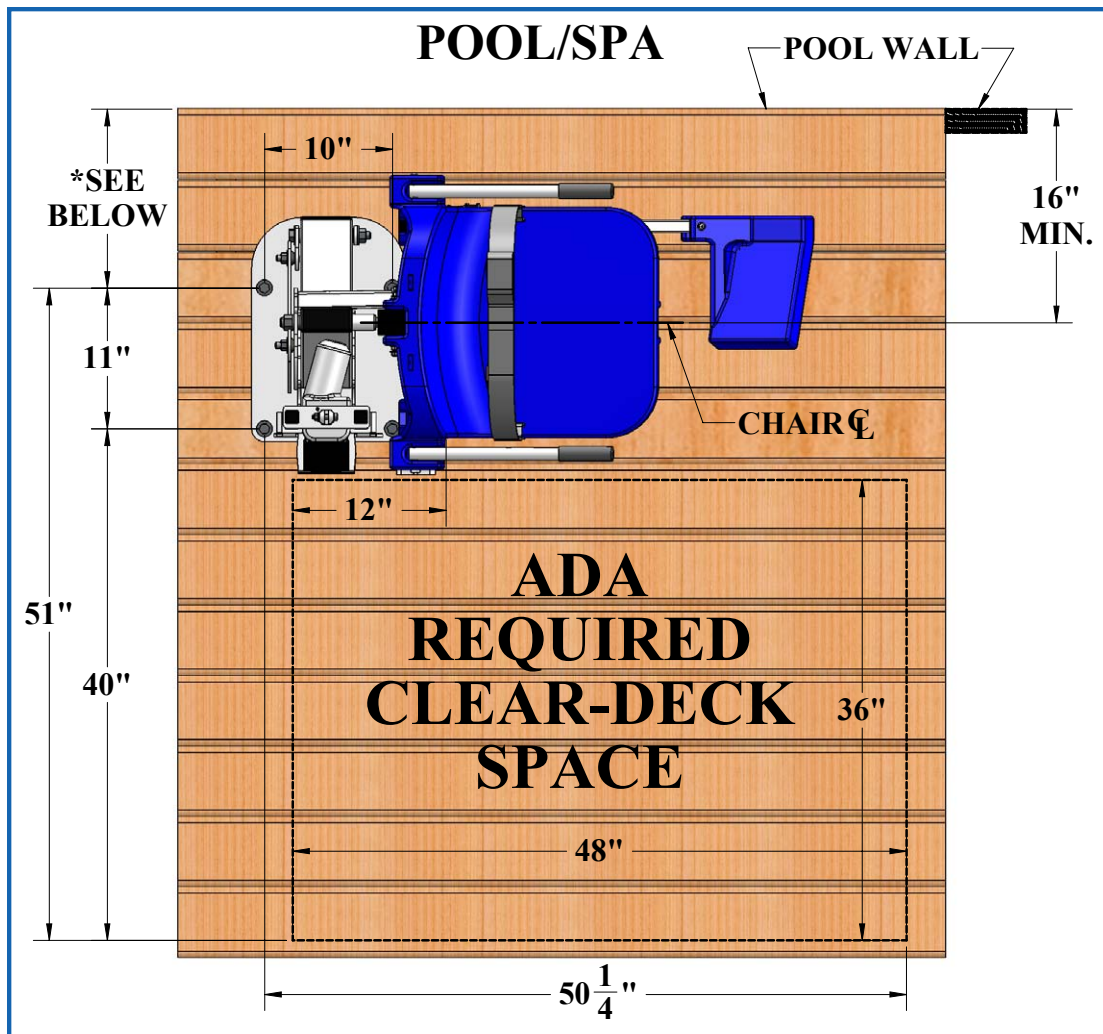 POOL/SPA
POOL WALL
10"
*SEE
BELOW
16"
MIN.
11"
CHAIR ℄
12"
ADA
REQUIRED
CLEAR-DECK
SPACE
51"
40"
36"
48"
50 1/4"